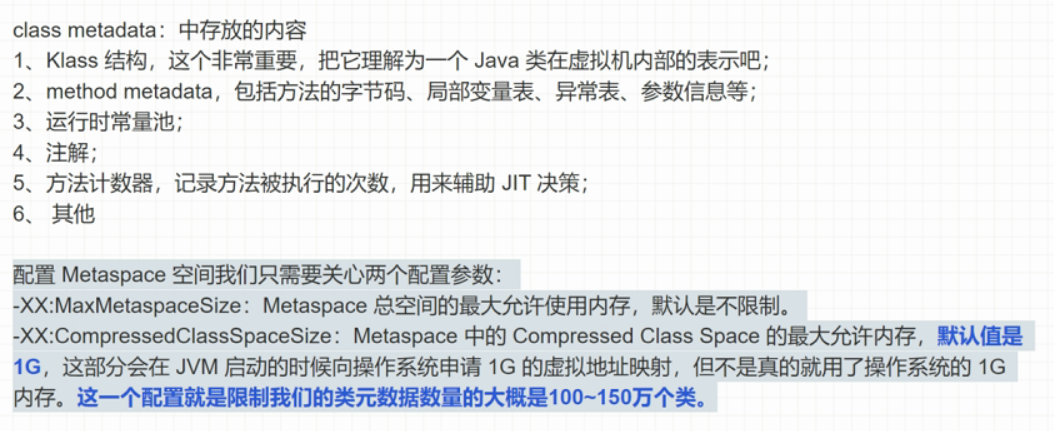 class metadata：中存放的内容
1、Klass 结构，这个非常重要，把它理解为一个 Java 类在虚拟机内部的表示吧；
2、method metadata，包括方法的字节码、局部变量表、异常表、参数信息等；
3、运行时常量池；
4、注解；
5、方法计数器，记录方法被执行的次数，用来辅助 JIT 决策；
6、 其他
配置 Metaspace 空间我们只需要关心两个配置参数：
-XX:MaxMetaspaceSize：Metaspace 总空间的最大允许使用内存，默认是不限制。
-XX:CompressedClassSpaceSize：Metaspace 中的 Compressed Class Space 的最大允许内存，默认值是
1G，这部分会在 JVM 启动的时候向操作系统申请 1G 的虚拟地址映射，但不是真的就用了操作系统的 1G
内存。这一个配置就是限制我们的类元数据数量的大概是100~150万个类。